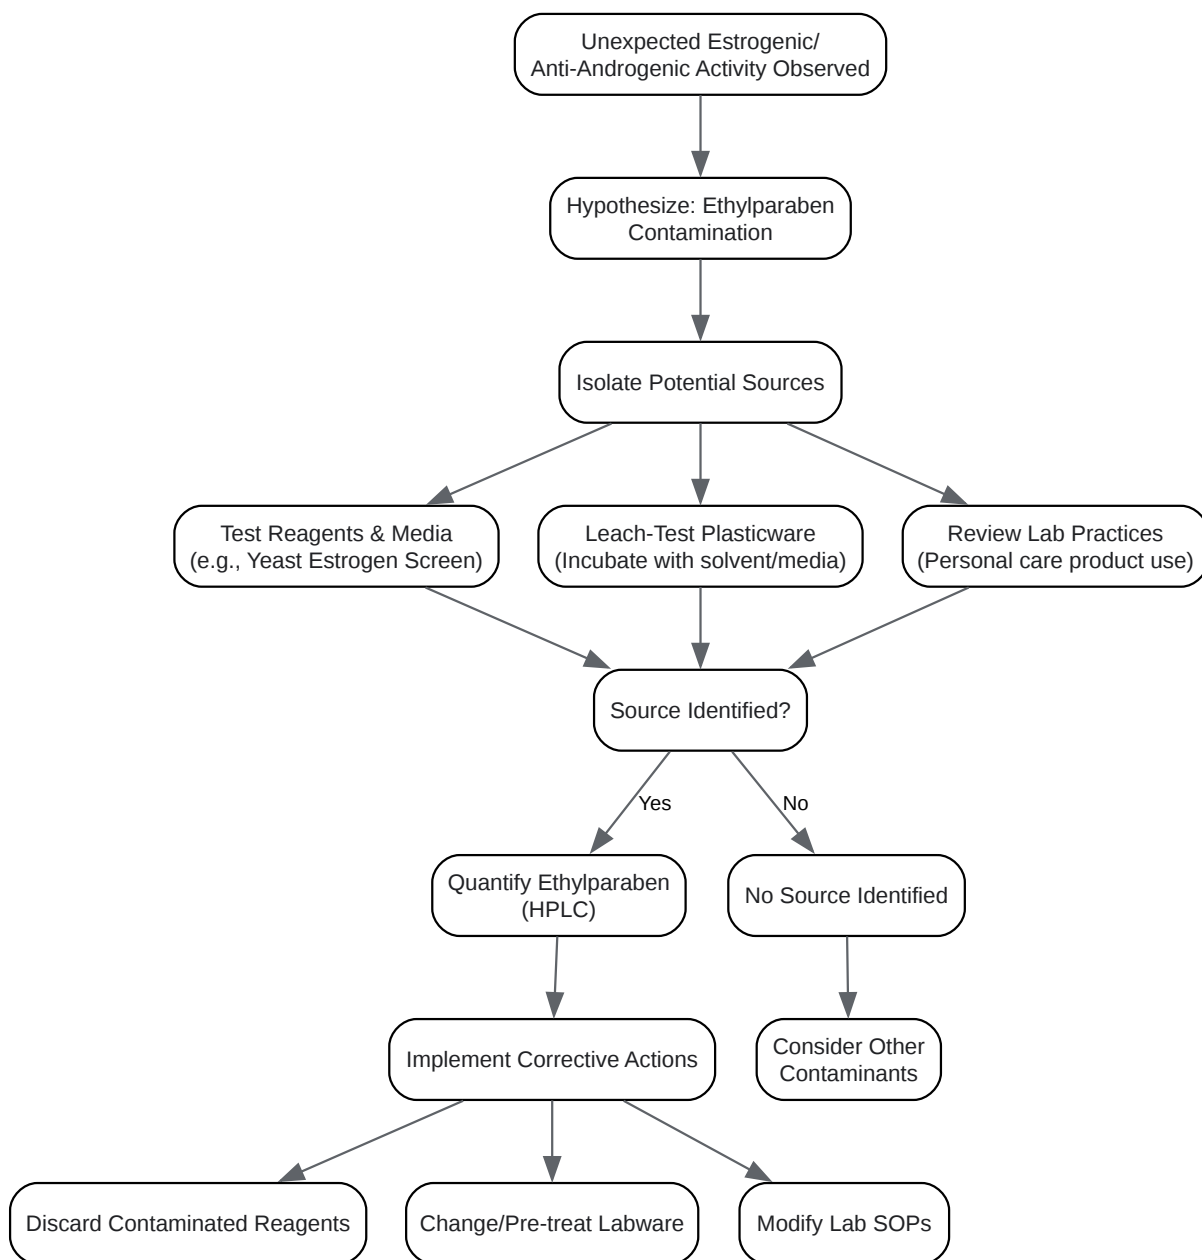 Unexpected Estrogenic/
Anti-Androgenic Activity Observed
Hypothesize: Ethylparaben
Contamination
Isolate Potential Sources
Test Reagents & Media
(e.g., Yeast Estrogen Screen)
Leach-Test Plasticware
(Incubate with solvent/media)
Review Lab Practices
(Personal care product use)
Source Identified?
Yes
No
Quantify Ethylparaben
(HPLC)
No Source Identified
Implement Corrective Actions
Consider Other
Contaminants
Discard Contaminated Reagents
Change/Pre-treat Labware
Modify Lab SOPs